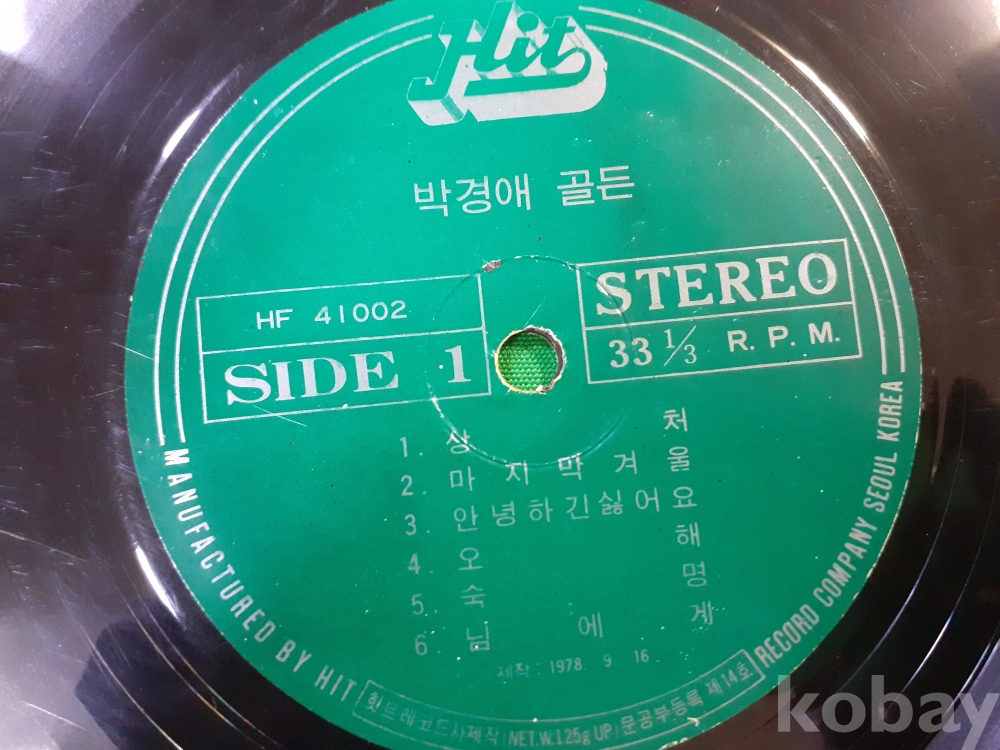 Hit
박경애 골든
HF 41002
SIDE 1
STEREO
33 1/3 R. P. M.
1. 상 처
2. 마 지 막 겨 울
3. 안 녕 하 긴 싫 어 요
4. 오 해
5. 숙 명
6. 님 에 게
제작 : 1978. 9. 16.
MANUFACTURED BY HIT RECORD COMPANY SEOUL KOREA
힛트레코드사제작 (NET.W.125g UP) 문공부등록 제14호
kobay